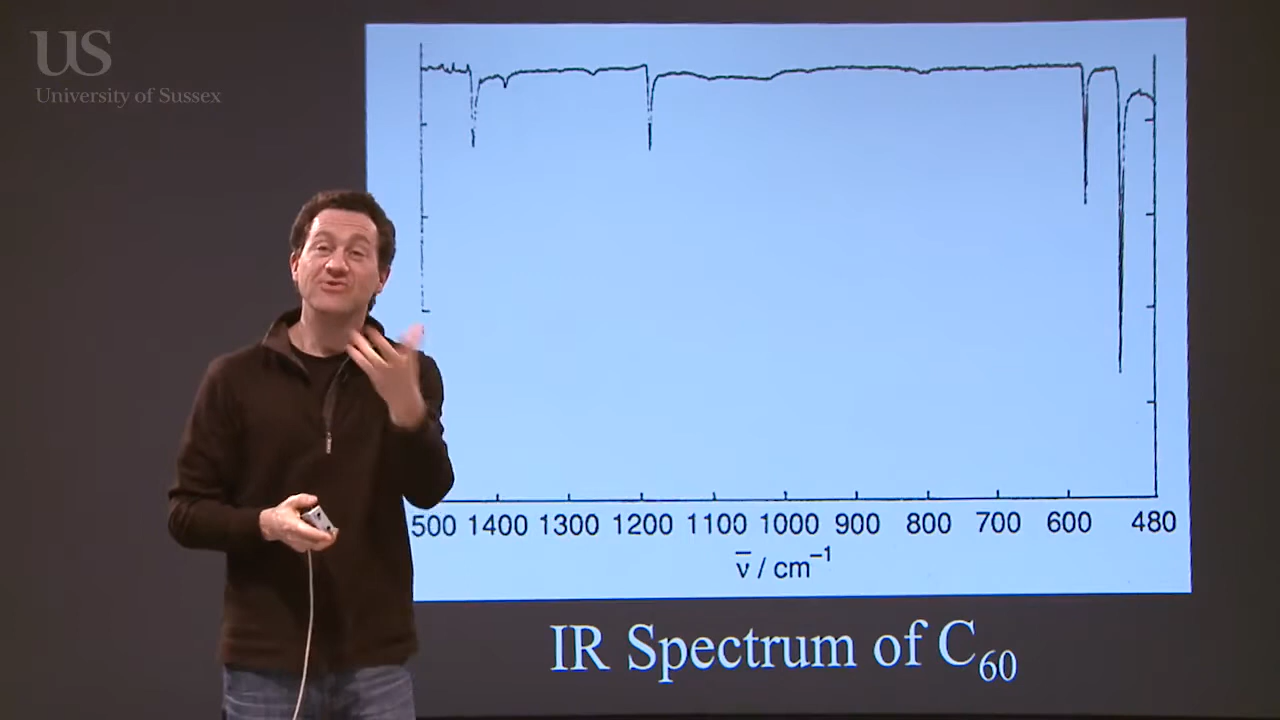 US
University of Sussex
500 1400 1300 1200 1100 1000 900 800 700 600 480
ν̅ / cm⁻¹
IR Spectrum of C₆₀